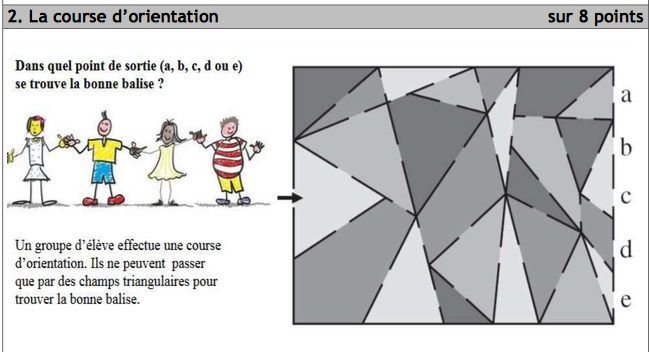 2. La course d’orientation sur 8 points
Dans quel point de sortie (a, b, c, d ou e)
se trouve la bonne balise ?
a
b
c
d
e
Un groupe d’élève effectue une course
d’orientation. Ils ne peuvent passer
que par des champs triangulaires pour
trouver la bonne balise.